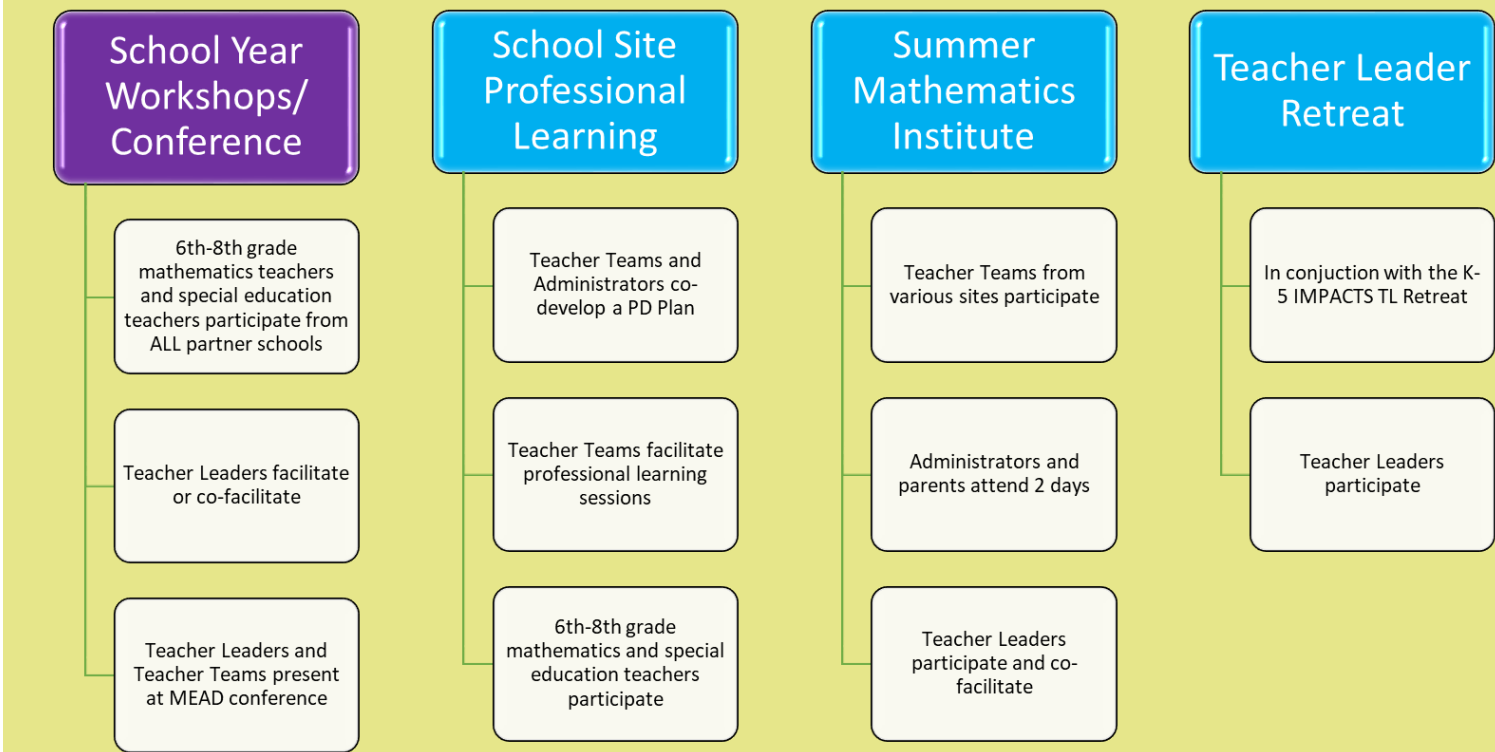 School Year
Workshops/
Conference
6th-8th grade
mathematics teachers
and special education
teachers participate from
ALL partner schools
Teacher Leaders facilitate
or co-facilitate
Teacher Leaders and
Teacher Teams present
at MEAD conference
School Site
Professional
Learning
Teacher Teams and
Administrators co-
develop a PD Plan
Teacher Teams facilitate
professional learning
sessions
6th-8th grade
mathematics and special
education teachers
participate
Summer
Mathematics
Institute
Teacher Teams from
various sites participate
Administrators and
parents attend 2 days
Teacher Leaders
participate and co-
facilitate
Teacher Leader
Retreat
In conjuction with the K-
5 IMPACTS TL Retreat
Teacher Leaders
participate